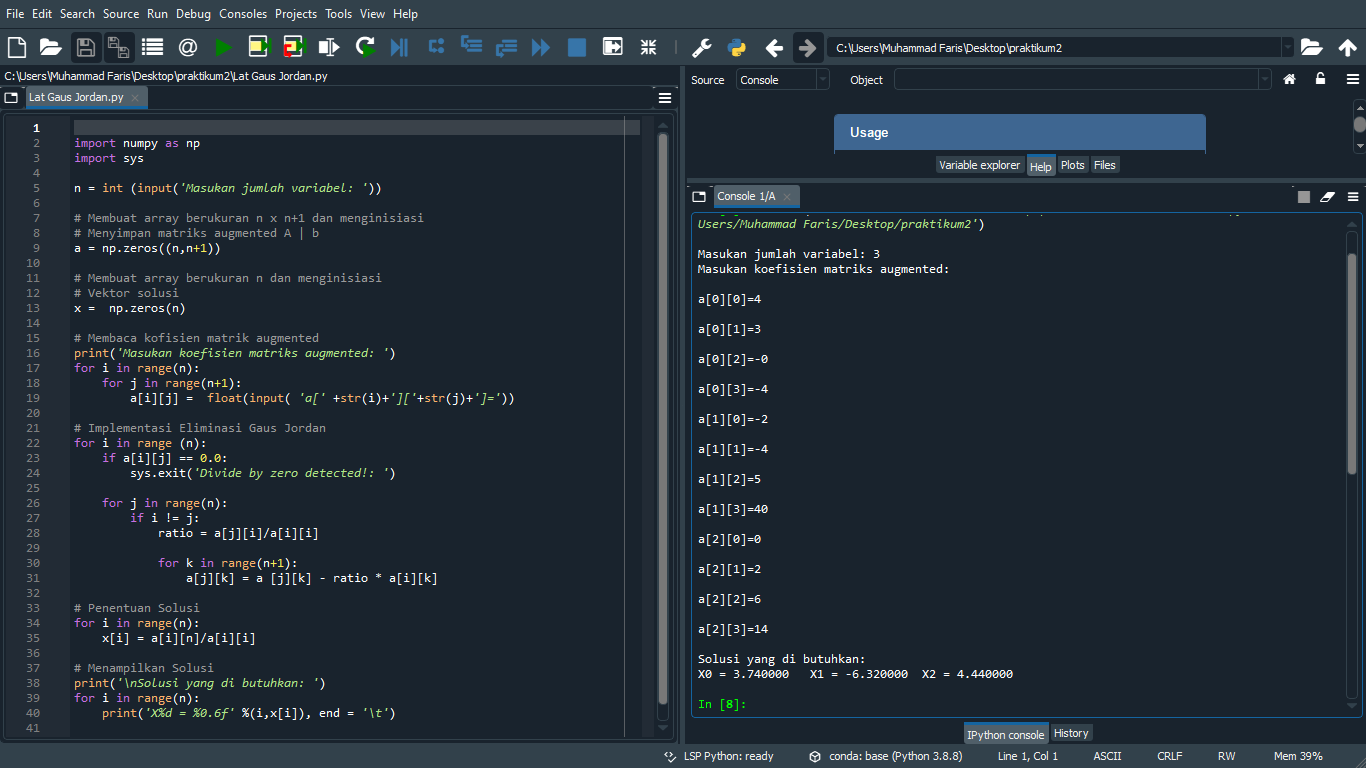 File Edit Search Source Run Debug Consoles Projects Tools View Help
C:\Users\Muhammad Faris\Desktop\praktikum2
C:\Users\Muhammad Faris\Desktop\praktikum2\Lat Gaus Jordan.py
Lat Gaus Jordan.py
1
2 import numpy as np
3 import sys
4
5 n = int (input('Masukan jumlah variabel: '))
6
7 # Membuat array berukuran n x n+1 dan menginisiasi
8 # Menyimpan matriks augmented A | b
9 a = np.zeros((n,n+1))
10
11 # Membuat array berukuran n dan menginisiasi
12 # Vektor solusi
13 x =  np.zeros(n)
14
15 # Membaca kofisien matrik augmented
16 print('Masukan koefisien matriks augmented: ')
17 for i in range(n):
18     for j in range(n+1):
19         a[i][j] =  float(input( 'a[' +str(i)+']['+str(j)+']='))
20
21 # Implementasi Eliminasi Gaus Jordan
22 for i in range (n):
23     if a[i][j] == 0.0:
24         sys.exit('Divide by zero detected!: ')
25
26     for j in range(n):
27         if i != j:
28             ratio = a[j][i]/a[i][i]
29
30             for k in range(n+1):
31                 a[j][k] = a [j][k] - ratio * a[i][k]
32
33 # Penentuan Solusi
34 for i in range(n):
35     x[i] = a[i][n]/a[i][i]
36
37 # Menampilkan Solusi
38 print('\nSolusi yang di butuhkan: ')
39 for i in range(n):
40     print('X%d = %0.6f' %(i,x[i]), end = '\t')
41
Source Console Object
Usage
Variable explorer Help Plots Files
Console 1/A
Users/Muhammad Faris/Desktop/praktikum2')
Masukan jumlah variabel: 3
Masukan koefisien matriks augmented:
a[0][0]=4
a[0][1]=3
a[0][2]=-0
a[0][3]=-4
a[1][0]=-2
a[1][1]=-4
a[1][2]=5
a[1][3]=40
a[2][0]=0
a[2][1]=2
a[2][2]=6
a[2][3]=14
Solusi yang di butuhkan:
X0 = 3.740000   X1 = -6.320000  X2 = 4.440000
In [8]:
IPython console History
LSP Python: ready conda: base (Python 3.8.8) Line 1, Col 1 ASCII CRLF RW Mem 39%